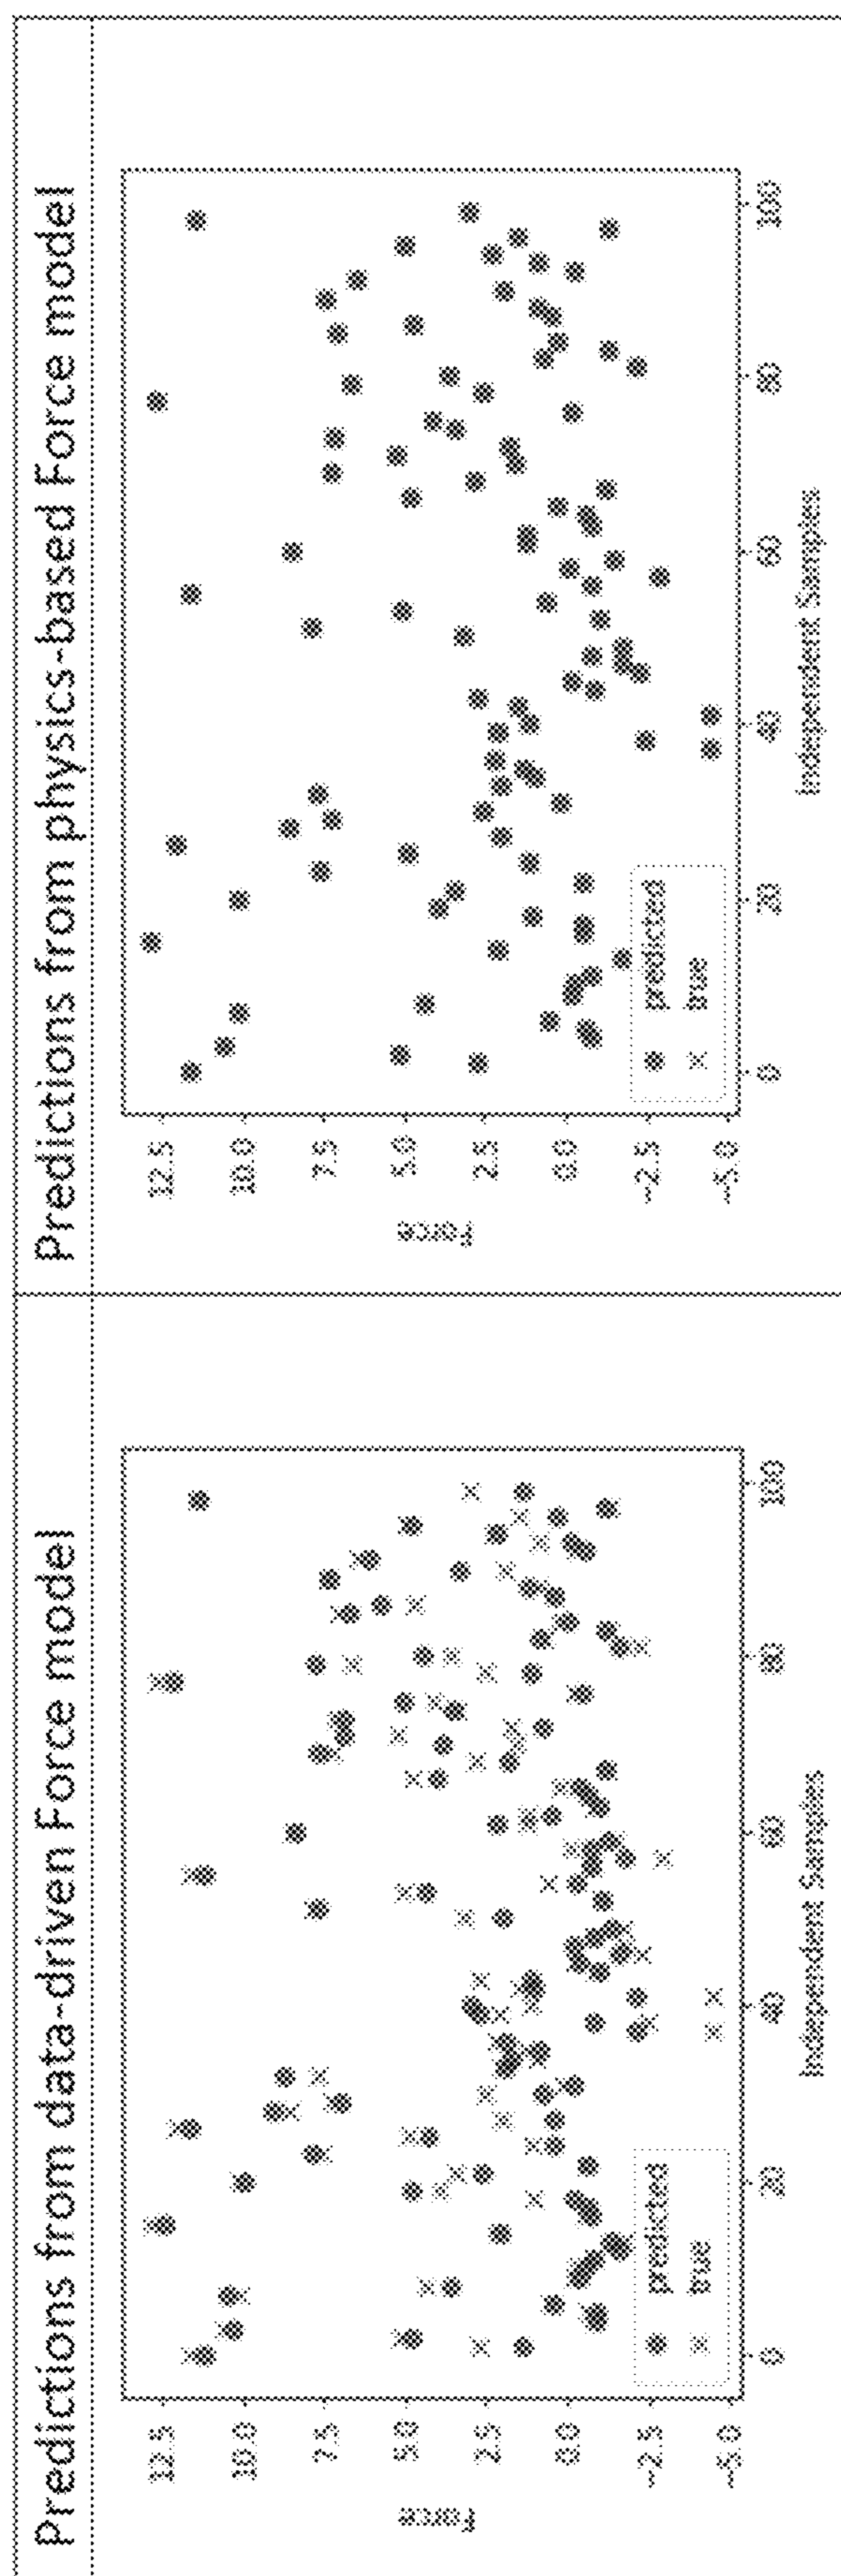 Predictions from data-driven Force model
Force
12.5
10.0
7.5
5.0
2.5
0.0
-2.5
-5.0
predicted
true
0
20
40
60
80
100
Independent Samples
Predictions from physics-based Force model
Force
12.5
10.0
7.5
5.0
2.5
0.0
-2.5
-5.0
predicted
true
0
20
40
60
80
100
Independent Samples